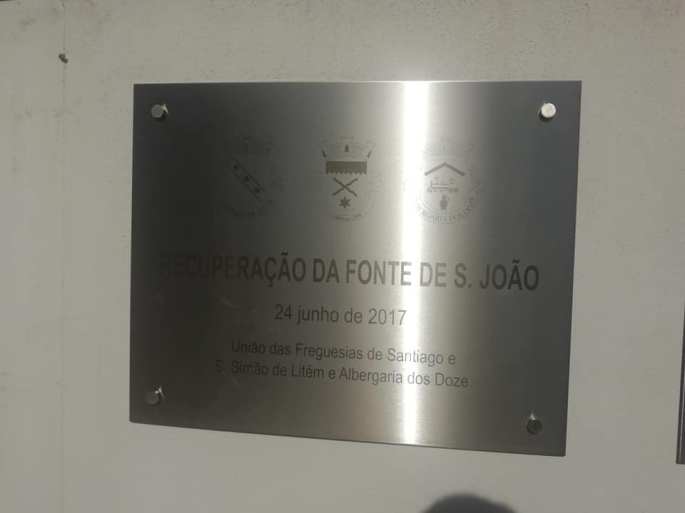 RECUPERAÇÃO DA FONTE DE S. JOÃO
24 junho de 2017
União das Freguesias de Santiago e
S. Simão de Litém e Albergaria dos Doze